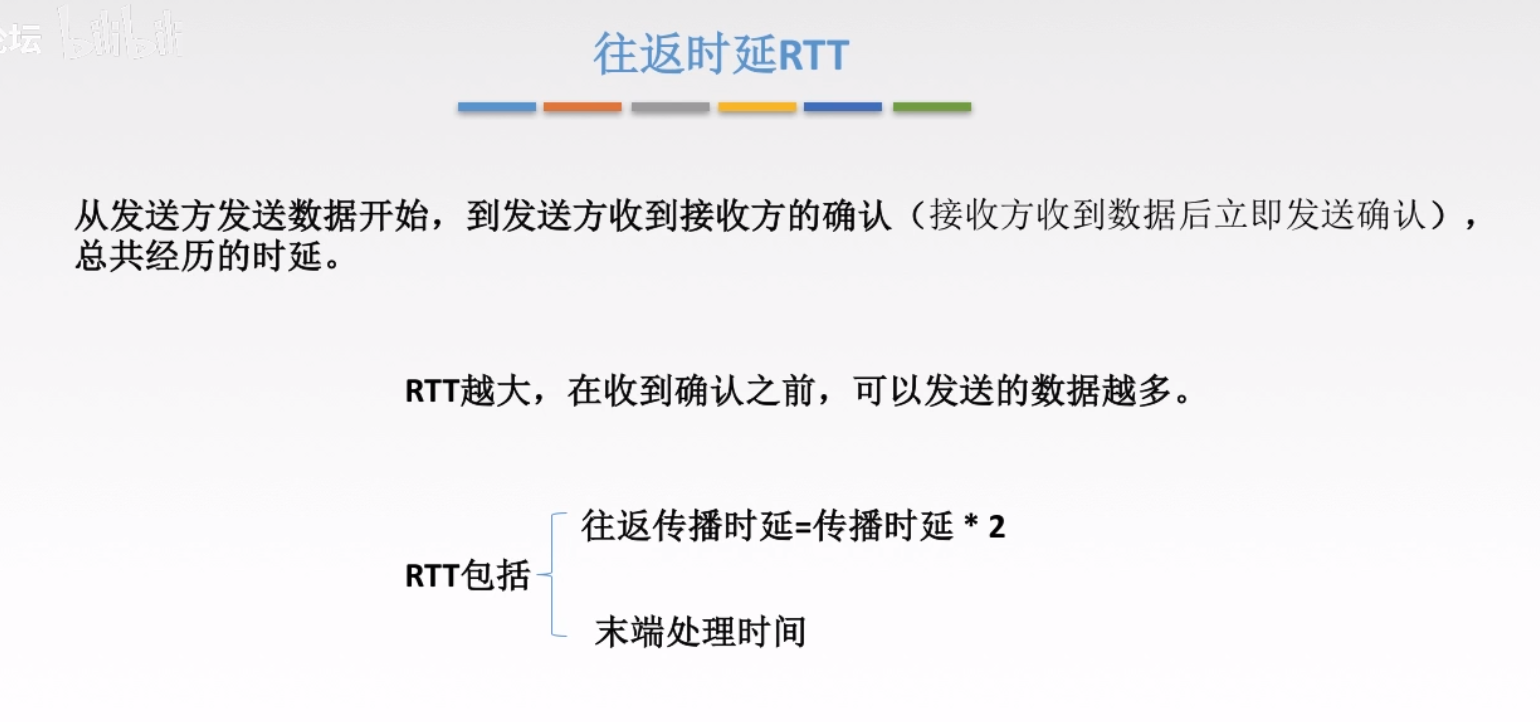 坛 bilibili
往返时延RTT
从发送方发送数据开始，到发送方收到接收方的确认（接收方收到数据后立即发送确认），
总共经历的时延。
RTT越大，在收到确认之前，可以发送的数据越多。
往返传播时延=传播时延 * 2
RTT包括
末端处理时间